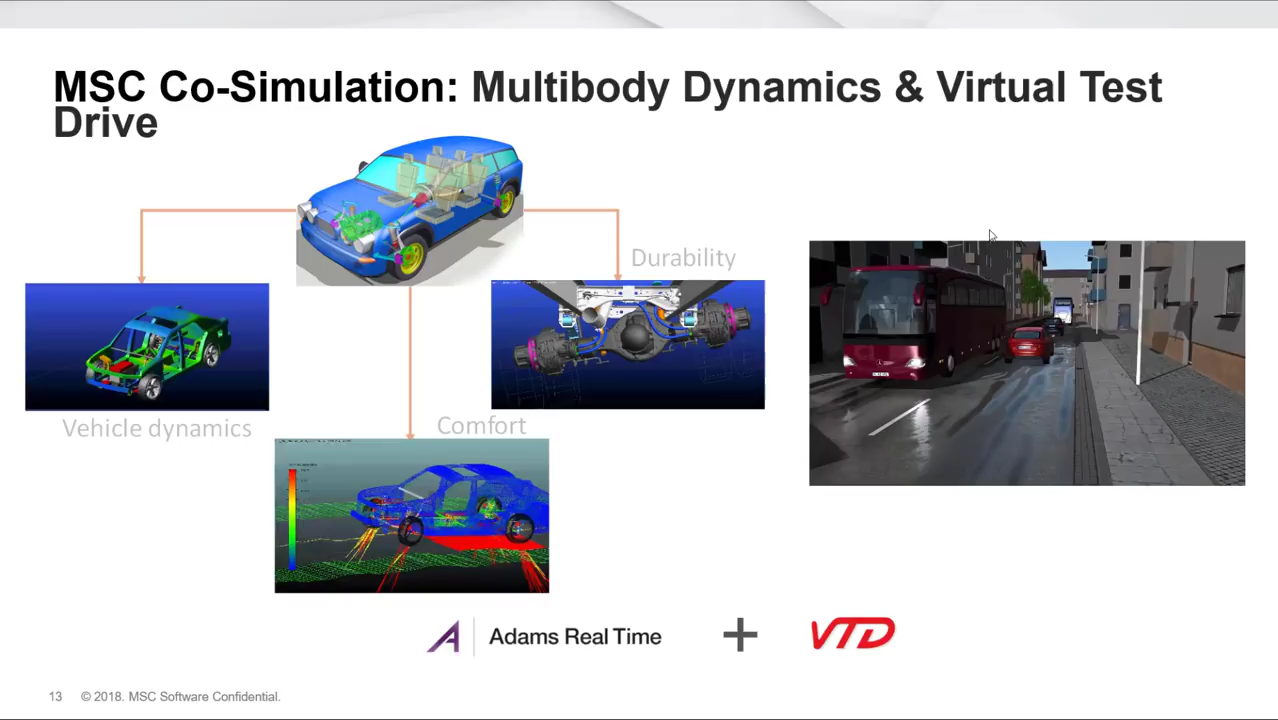 MSC Co-Simulation: Multibody Dynamics & Virtual Test
Drive
Durability
Vehicle dynamics
Comfort
Adams Real Time
+
VTD
13 © 2018. MSC Software Confidential.